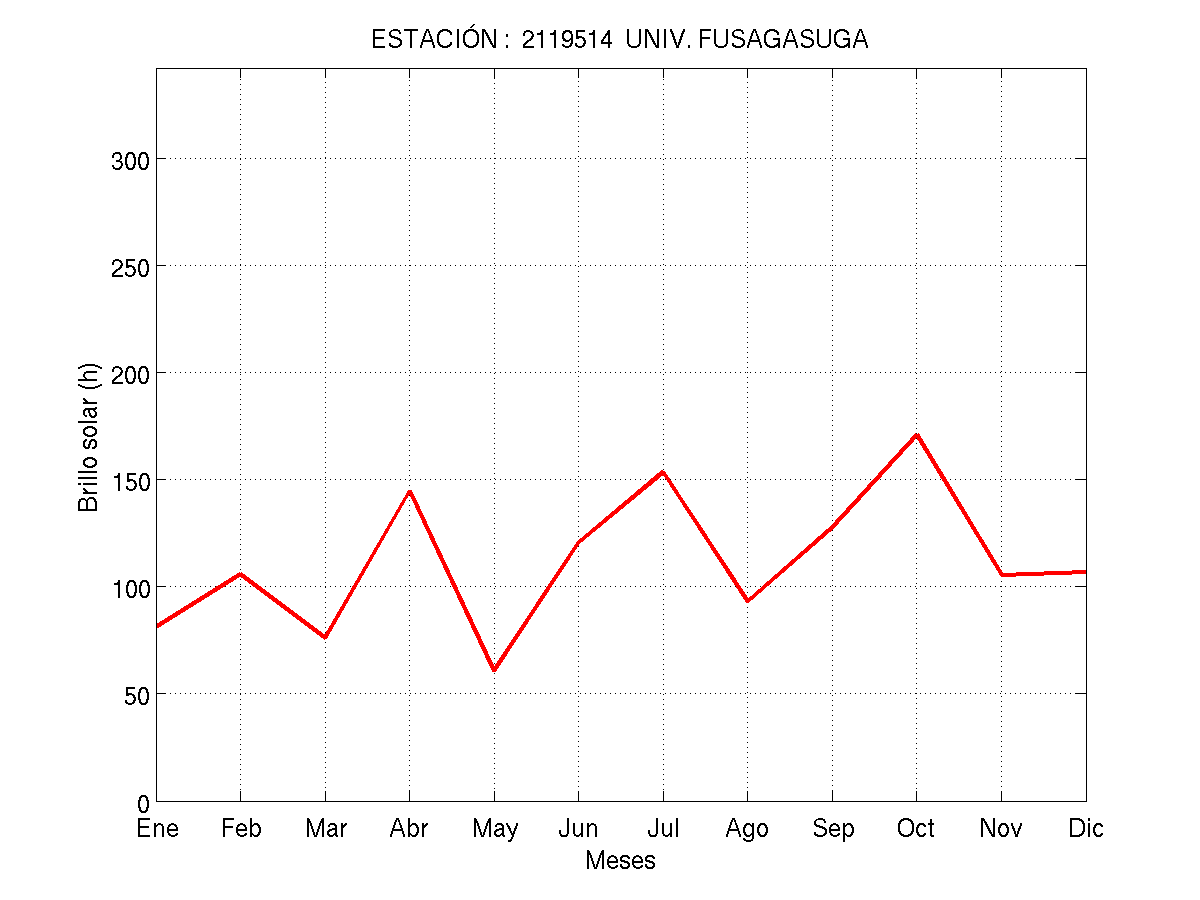 ESTACIÓN : 2119514 UNIV. FUSAGASUGA
300
250
200
150
100
50
0
Brillo solar (h)
Ene Feb Mar Abr May Jun Jul Ago Sep Oct Nov Dic
Meses